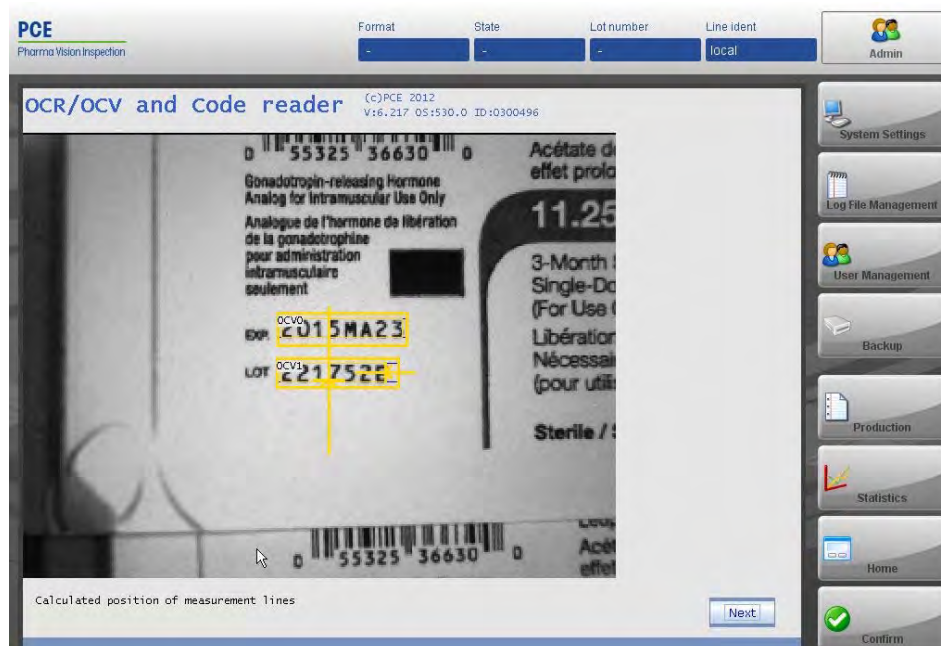 PCE
Pharma Vision Inspection
Format
State
Lot number
Line ident
-
-
-
local
Admin
OCR/OCV and Code reader
(c)PCE 2012
V:6.217 OS:530.0 ID:0300496
0 55325 36630 0
Gonadotropin-releasing Hormone
Analog for Intramuscular Use Only
Analogue de l'hormone de libération
de la gonadotrophine
pour administration
intramusculaire
seulement
EXP. OCV0 2015MA23
LOT OCV1
Acétate de
effet prolo
11.25
3-Month
Single-Do
(For Use
Libération
Nécessai
(pour utili
Sterile /
0 55325 36630 0
Acét
effet
Calculated position of measurement lines
Next
System Settings
Log File Management
User Management
Backup
Production
Statistics
Home
Confirm